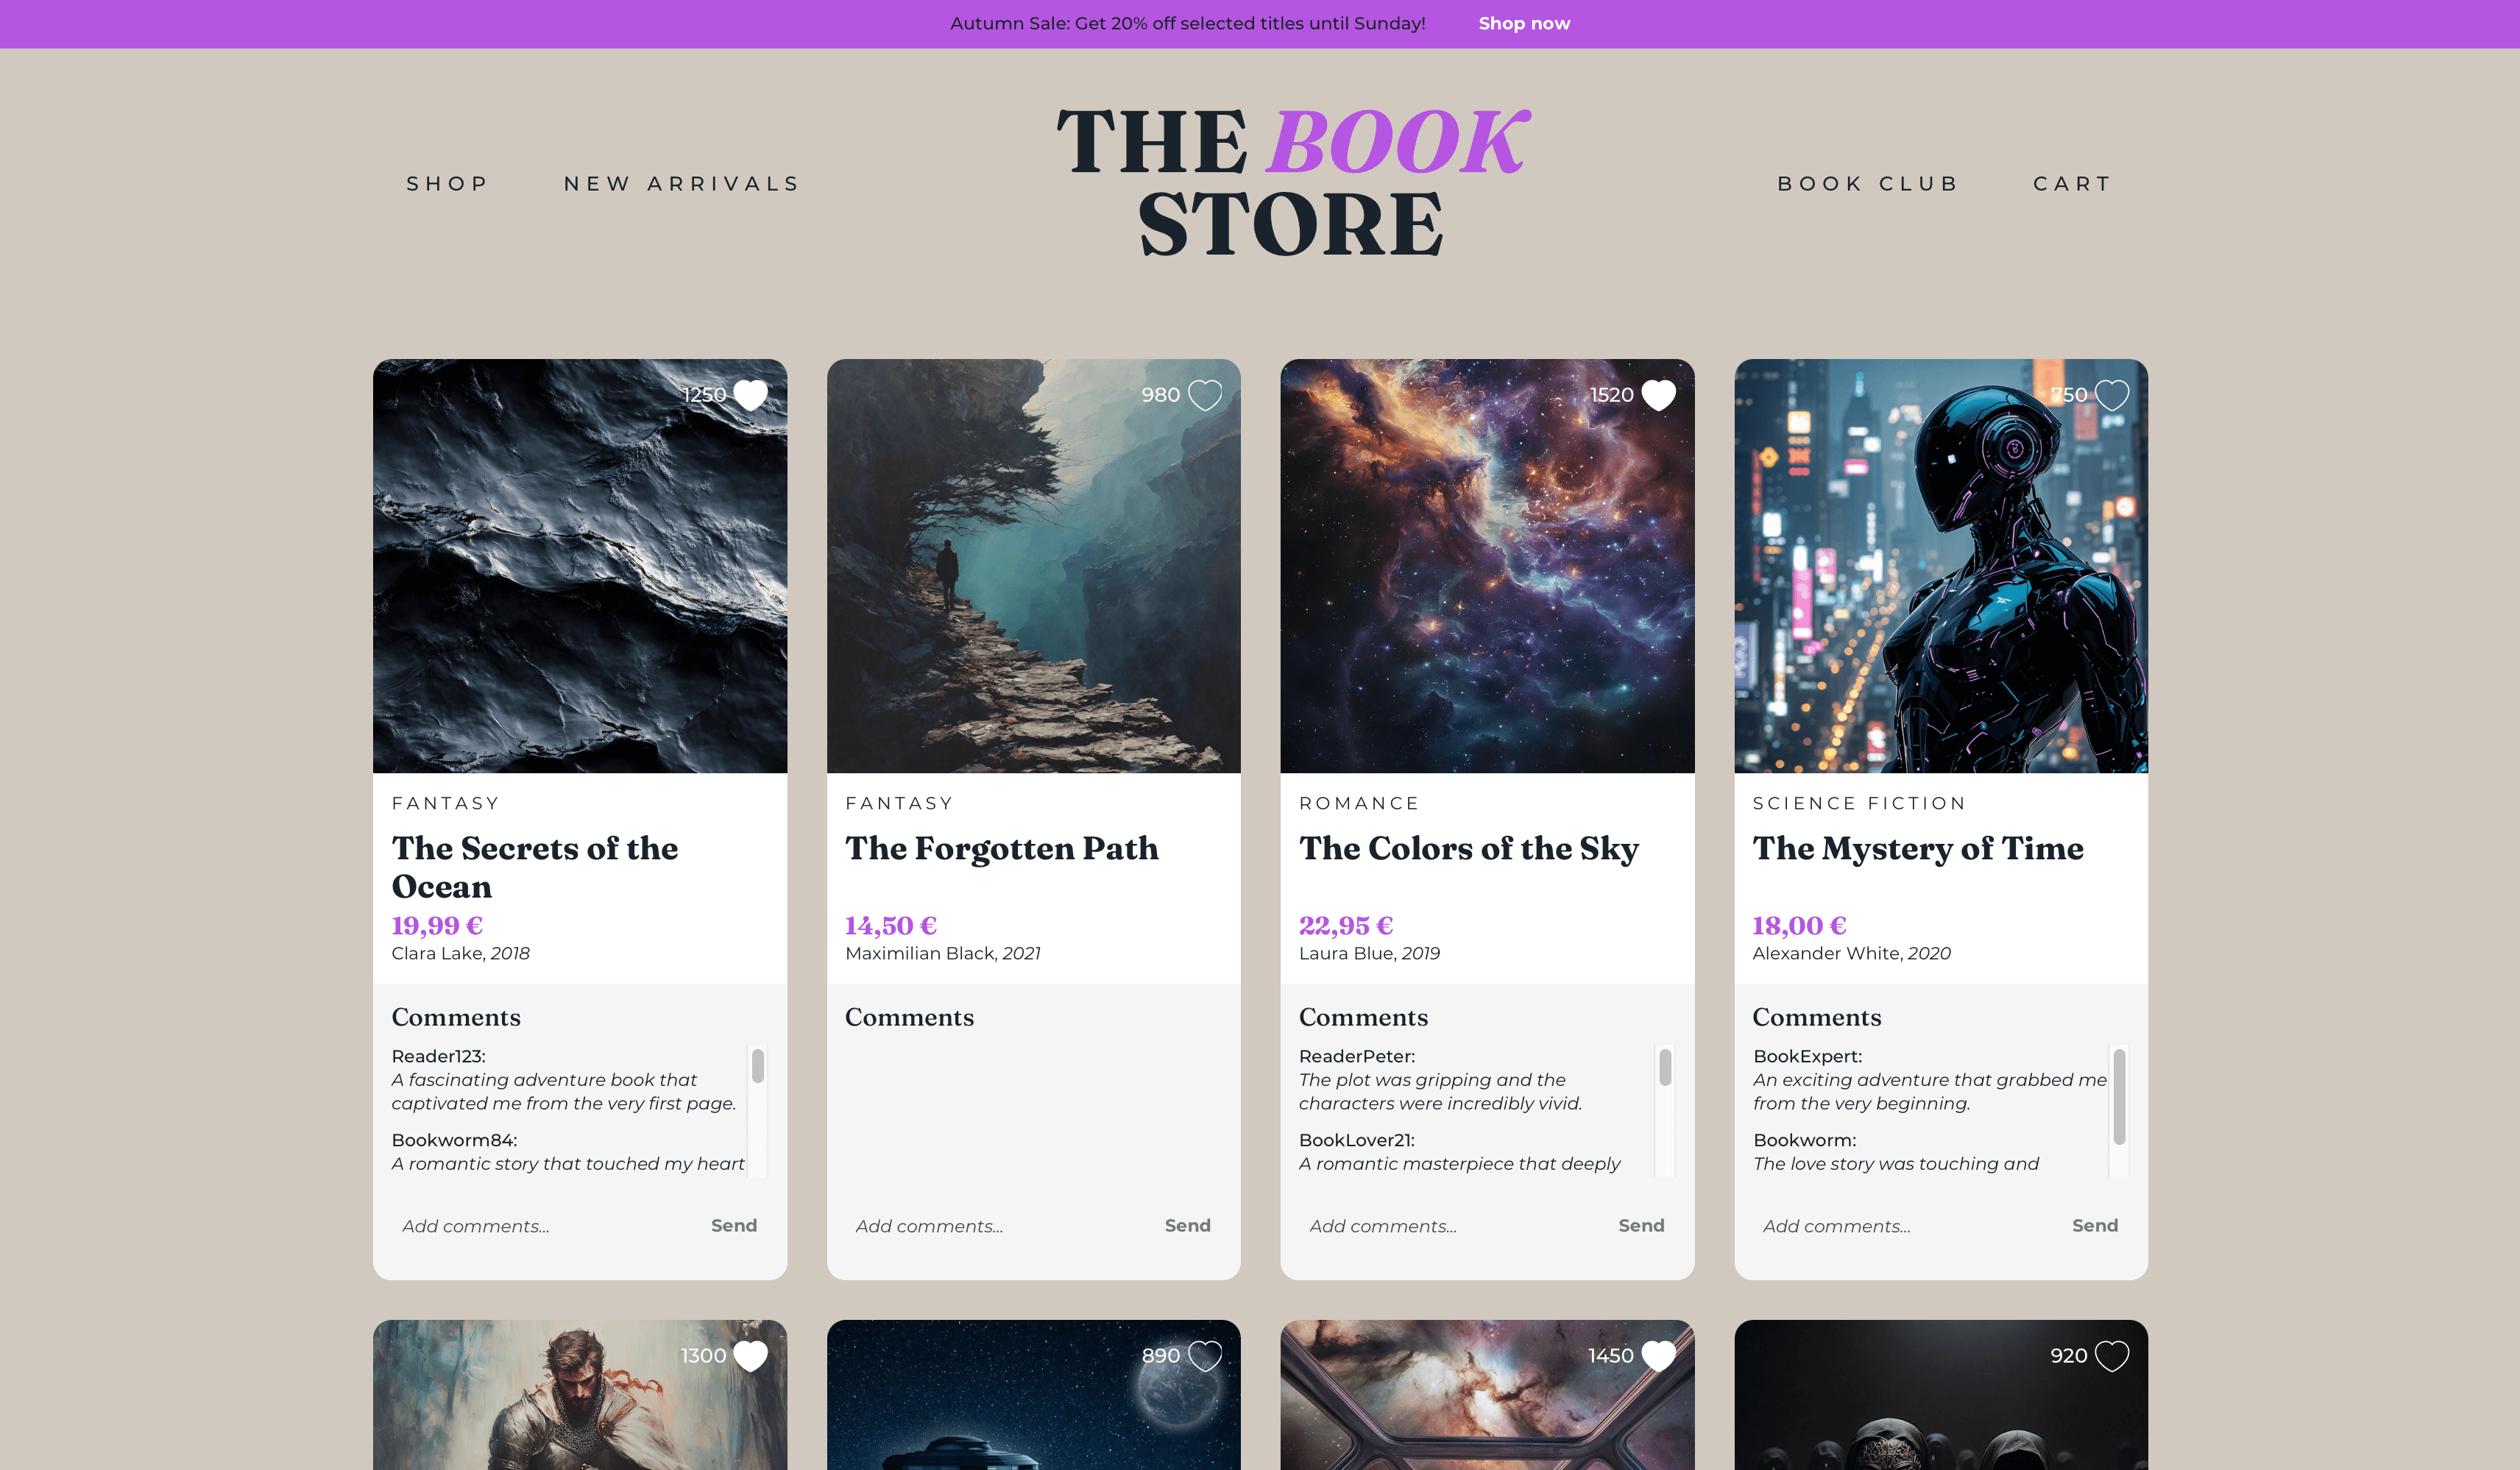 Autumn Sale: Get 20% off selected titles until Sunday! Shop now
SHOP
NEW ARRIVALS
THE BOOK
STORE
BOOK CLUB
CART
1250
FANTASY
The Secrets of the
Ocean
19,99 €
Clara Lake, 2018
Comments
Reader123:
A fascinating adventure book that
captivated me from the very first page.
Bookworm84:
A romantic story that touched my heart
Add comments...
Send
980
FANTASY
The Forgotten Path
14,50 €
Maximilian Black, 2021
Comments
Add comments...
Send
1520
ROMANCE
The Colors of the Sky
22,95 €
Laura Blue, 2019
Comments
ReaderPeter:
The plot was gripping and the
characters were incredibly vivid.
BookLover21:
A romantic masterpiece that deeply
Add comments...
Send
750
SCIENCE FICTION
The Mystery of Time
18,00 €
Alexander White, 2020
Comments
BookExpert:
An exciting adventure that grabbed me
from the very beginning.
Bookworm:
The love story was touching and
Add comments...
Send
1300
890
1450
920